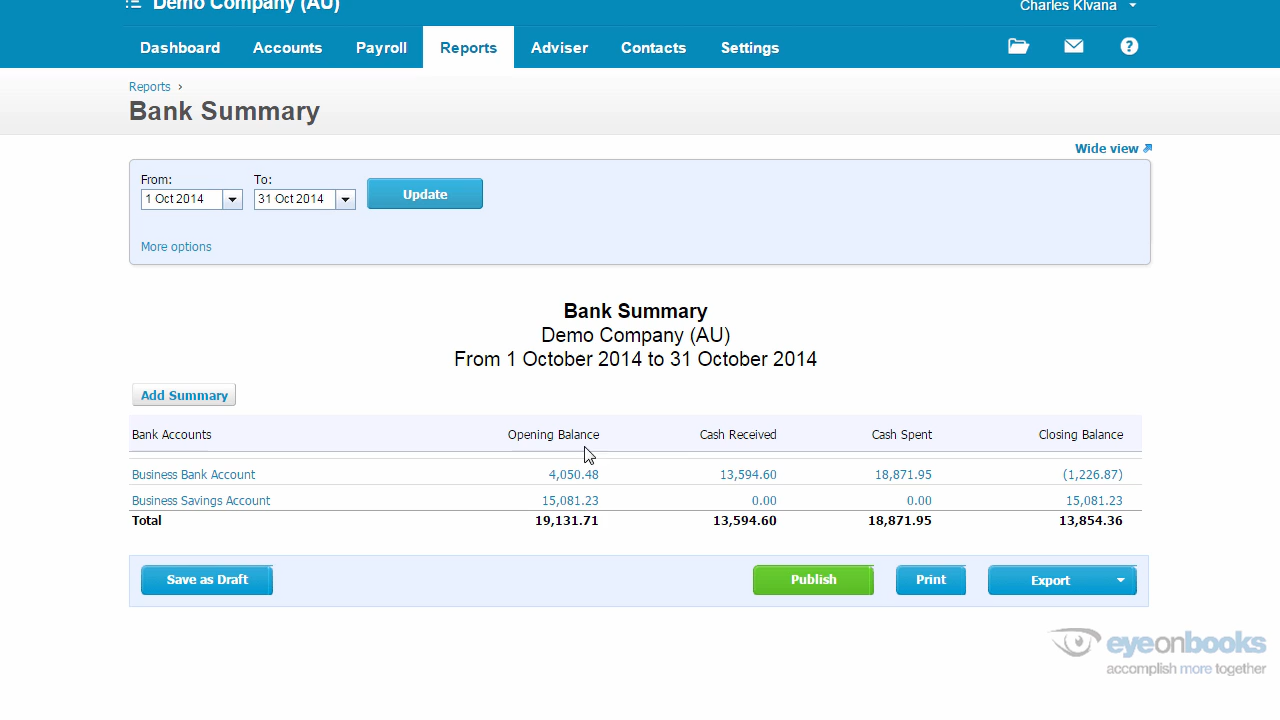 Demo Company (AU)
Charles Kivana
Dashboard Accounts Payroll Reports Adviser Contacts Settings
Reports ›
Bank Summary
Wide view
From: To:
1 Oct 2014 31 Oct 2014 Update
More options
Bank Summary
Demo Company (AU)
From 1 October 2014 to 31 October 2014
Add Summary
Bank Accounts Opening Balance Cash Received Cash Spent Closing Balance
Business Bank Account 4,050.48 13,594.60 18,871.95 (1,226.87)
Business Savings Account 15,081.23 0.00 0.00 15,081.23
Total 19,131.71 13,594.60 18,871.95 13,854.36
Save as Draft Publish Print Export
eyeonbooks
accomplish more together